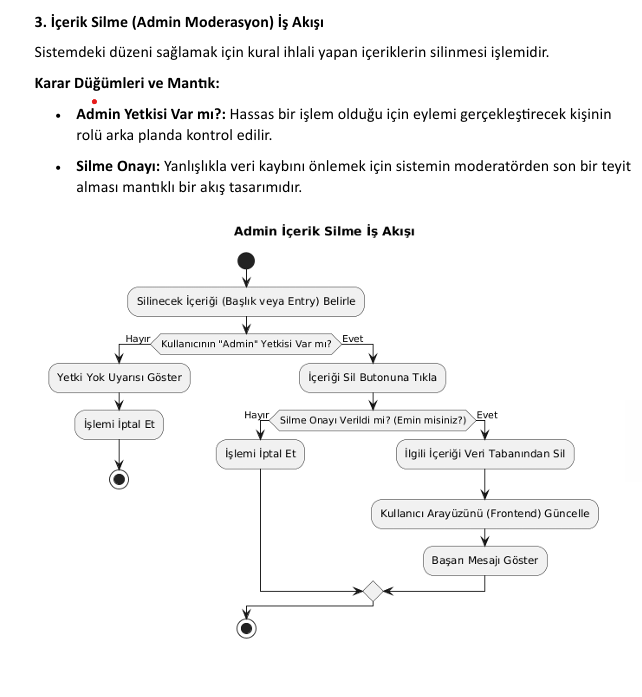 3. İçerik Silme (Admin Moderasyon) İş Akışı
Sistemdeki düzeni sağlamak için kural ihlali yapan içeriklerin silinmesi işlemidir.
Karar Düğümleri ve Mantık:
• Admin Yetkisi Var mı?: Hassas bir işlem olduğu için eylemi gerçekleştirecek kişinin
rolü arka planda kontrol edilir.
• Silme Onayı: Yanlışlıkla veri kaybını önlemek için sistemin moderatörden son bir teyit
alması mantıklı bir akış tasarımıdır.
Admin İçerik Silme İş Akışı
Silinecek İçeriği (Başlık veya Entry) Belirle
Hayır
Kullanıcının "Admin" Yetkisi Var mı?
Evet
Yetki Yok Uyarısı Göster
İşlemi İptal Et
İçeriği Sil Butonuna Tıkla
Hayır
Silme Onayı Verildi mi? (Emin misiniz?)
Evet
İşlemi İptal Et
İlgili İçeriği Veri Tabanından Sil
Kullanıcı Arayüzünü (Frontend) Güncelle
Başarı Mesajı Göster